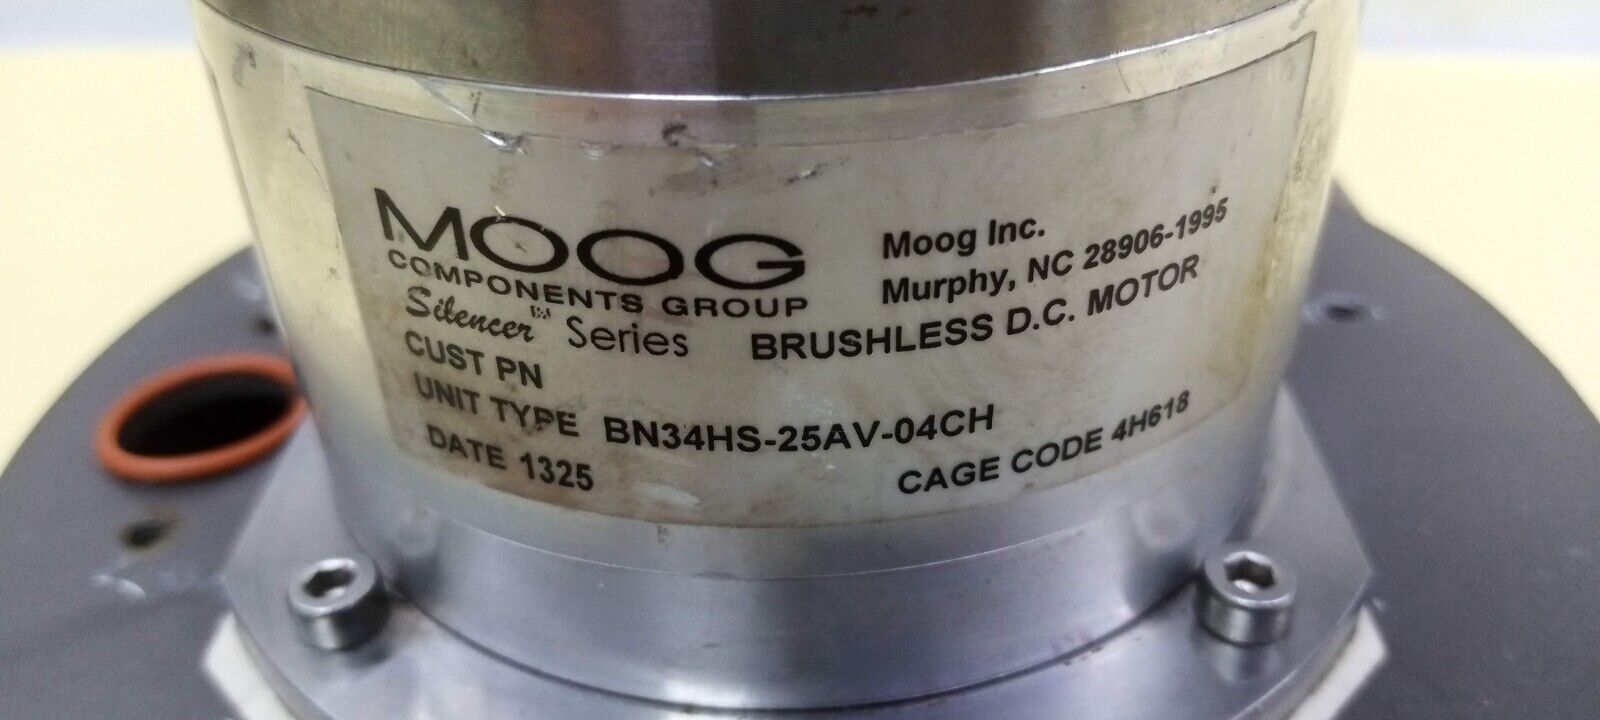 MOOG
COMPONENTS GROUP
Silencer™ Series
Moog Inc.
Murphy, NC 28906-1995
BRUSHLESS D.C. MOTOR
CUST PN
UNIT TYPE BN34HS-25AV-04CH
DATE 1325
CAGE CODE 4H618